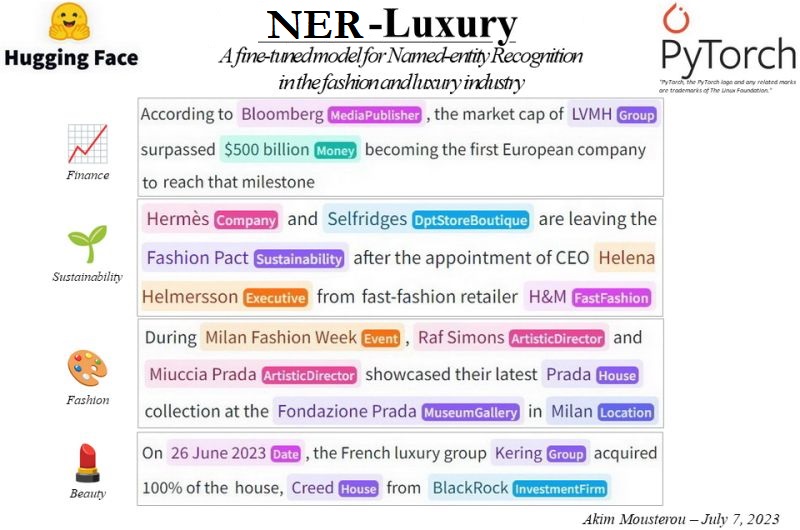 Hugging Face
NER-Luxury
A fine-tuned model for Named-entity Recognition
in the fashion and luxury industry
PyTorch
"PyTorch, the PyTorch logo and any related marks
are trademarks of The Linux Foundation."
Finance
According to Bloomberg MediaPublisher , the market cap of LVMH Group
surpassed $500 billion Money becoming the first European company
to reach that milestone
Sustainability
Hermès Company and Selfridges DptStoreBoutique are leaving the
Fashion Pact Sustainability after the appointment of CEO Helena
Helmersson Executive from fast-fashion retailer H&M FastFashion
Fashion
During Milan Fashion Week Event , Raf Simons ArtisticDirector and
Miuccia Prada ArtisticDirector showcased their latest Prada House
collection at the Fondazione Prada MuseumGallery in Milan Location
Beauty
On 26 June 2023 Date , the French luxury group Kering Group acquired
100% of the house, Creed House from BlackRock InvestmentFirm
Akim Mousterou – July 7, 2023